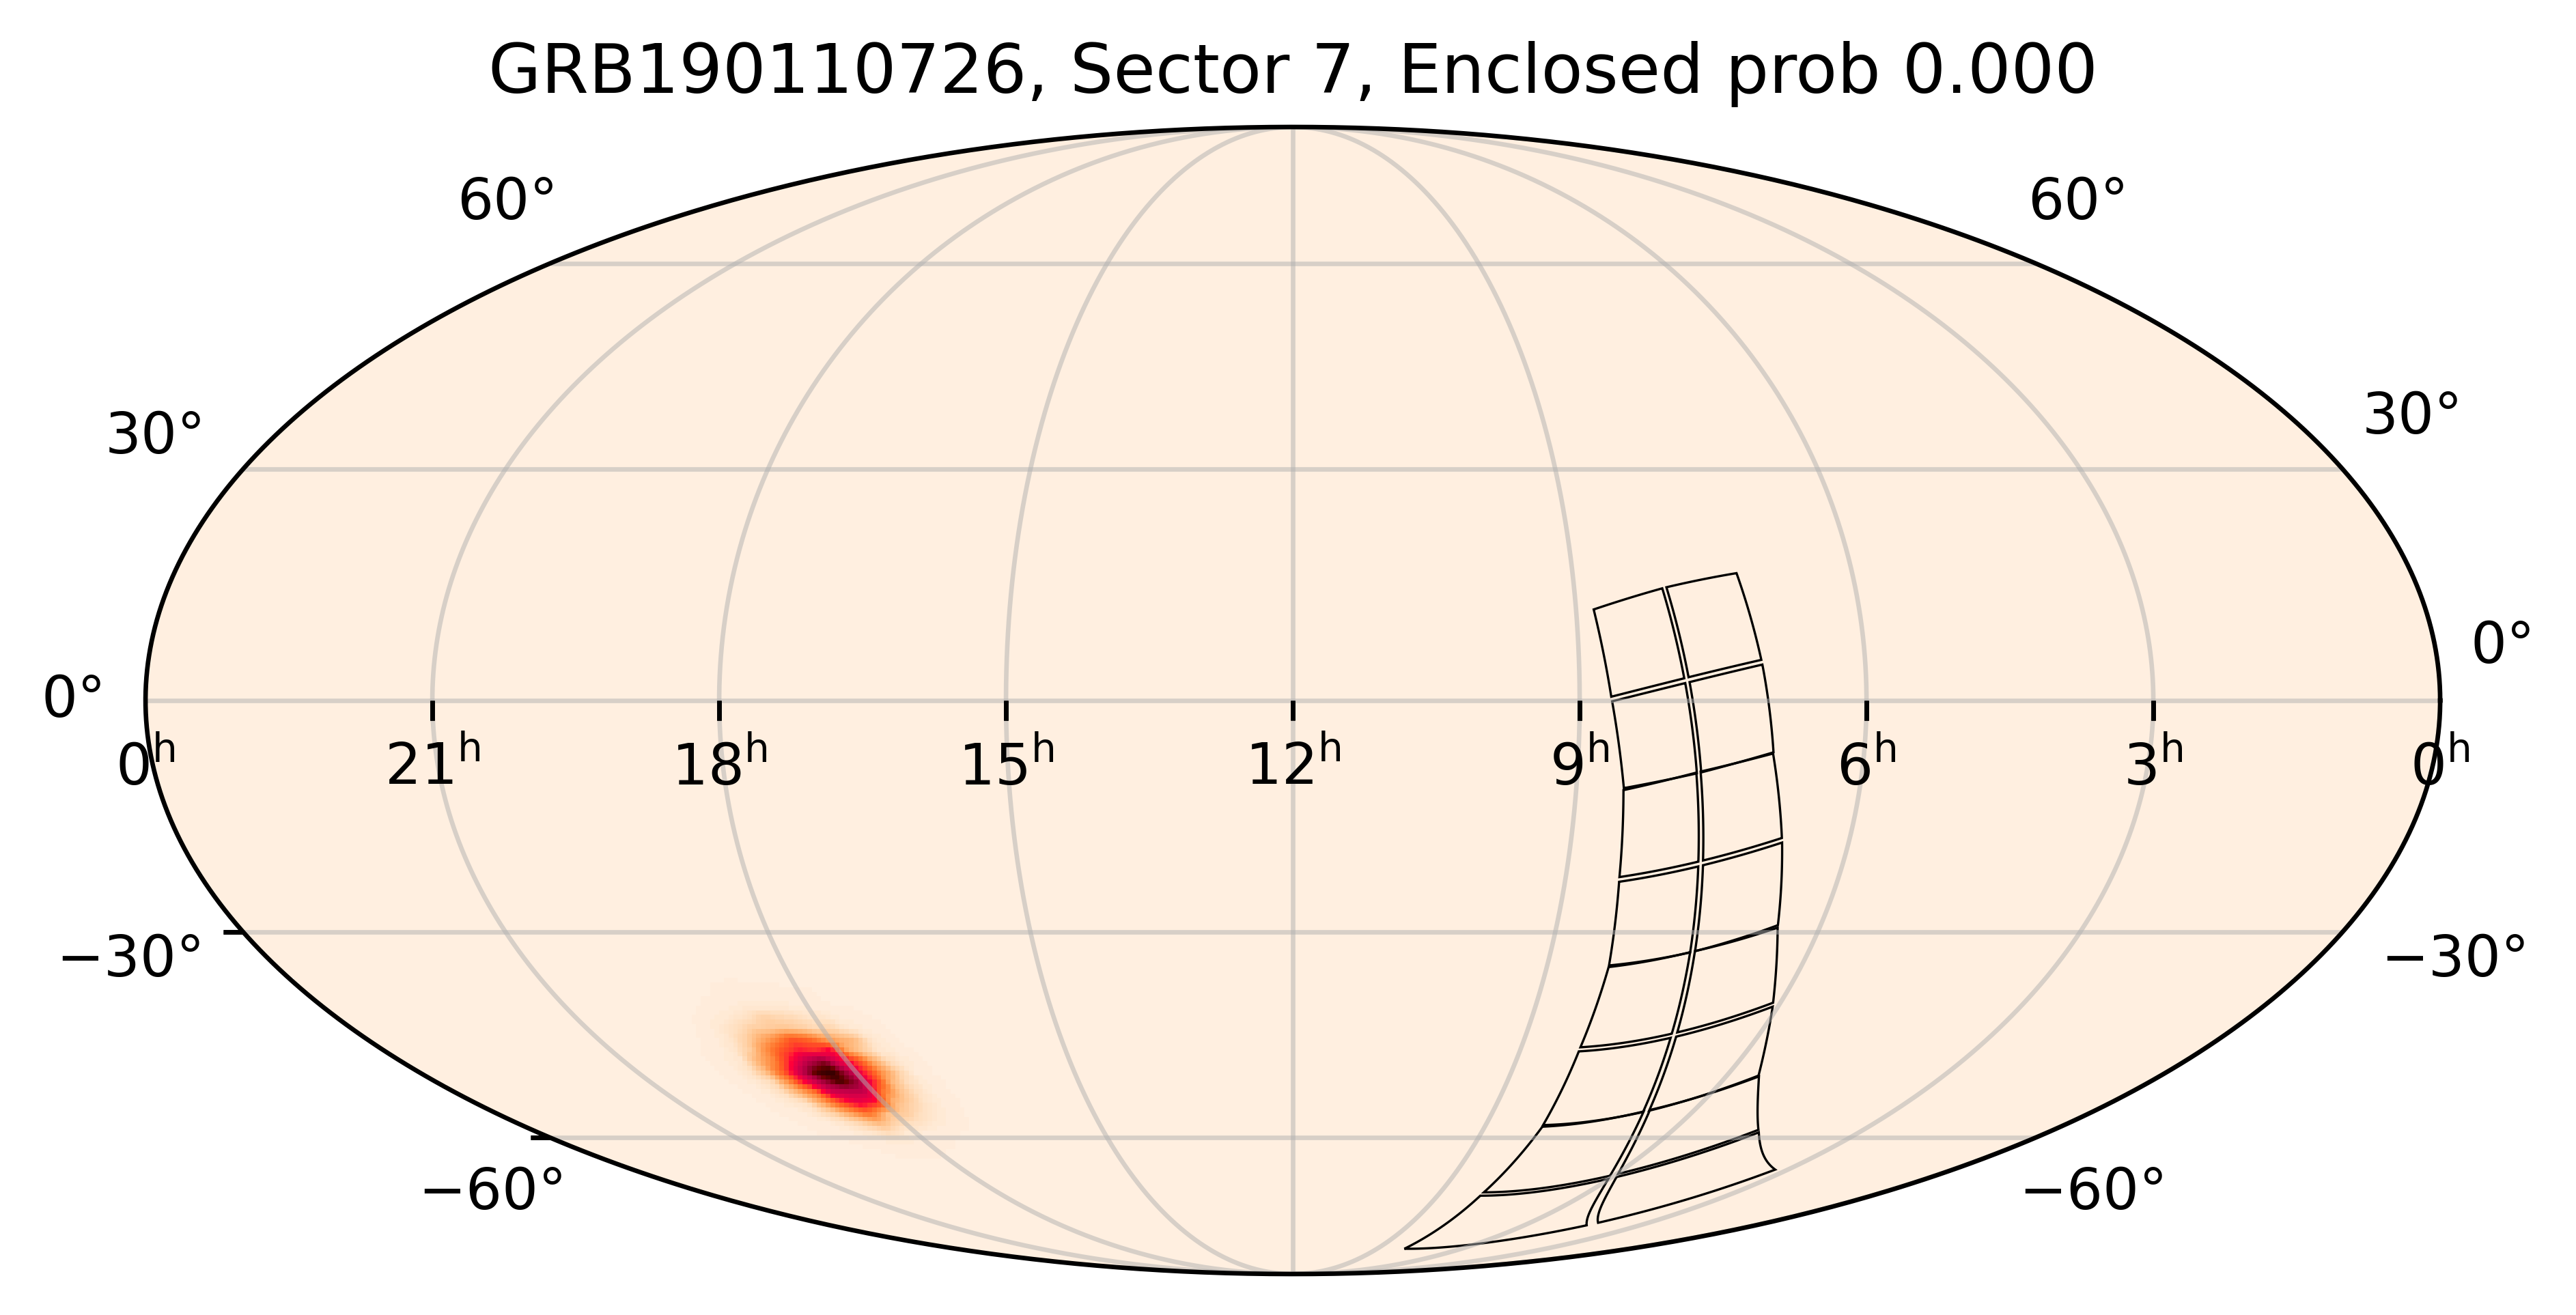 GRB190110726, Sector 7, Enclosed prob 0.000
60° 60°
30° 30°
0° 0°
0ʰ 21ʰ 18ʰ 15ʰ 12ʰ 9ʰ 6ʰ 3ʰ 0ʰ
−30° −30°
−60° −60°